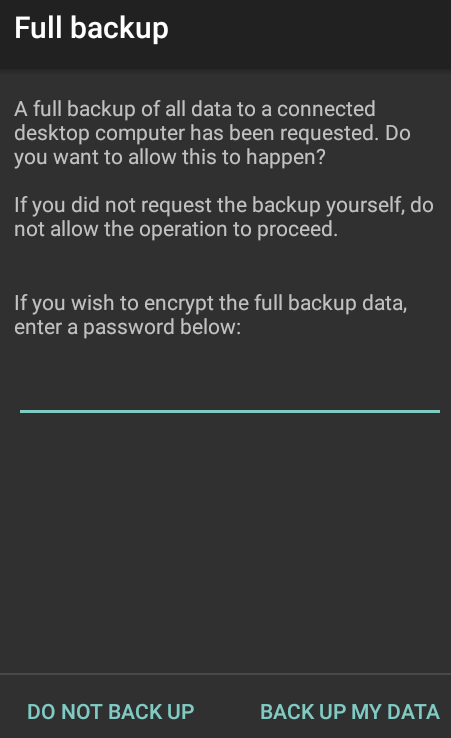 Full backup
A full backup of all data to a connected
desktop computer has been requested. Do
you want to allow this to happen?
If you did not request the backup yourself, do
not allow the operation to proceed.
If you wish to encrypt the full backup data,
enter a password below:
DO NOT BACK UP
BACK UP MY DATA